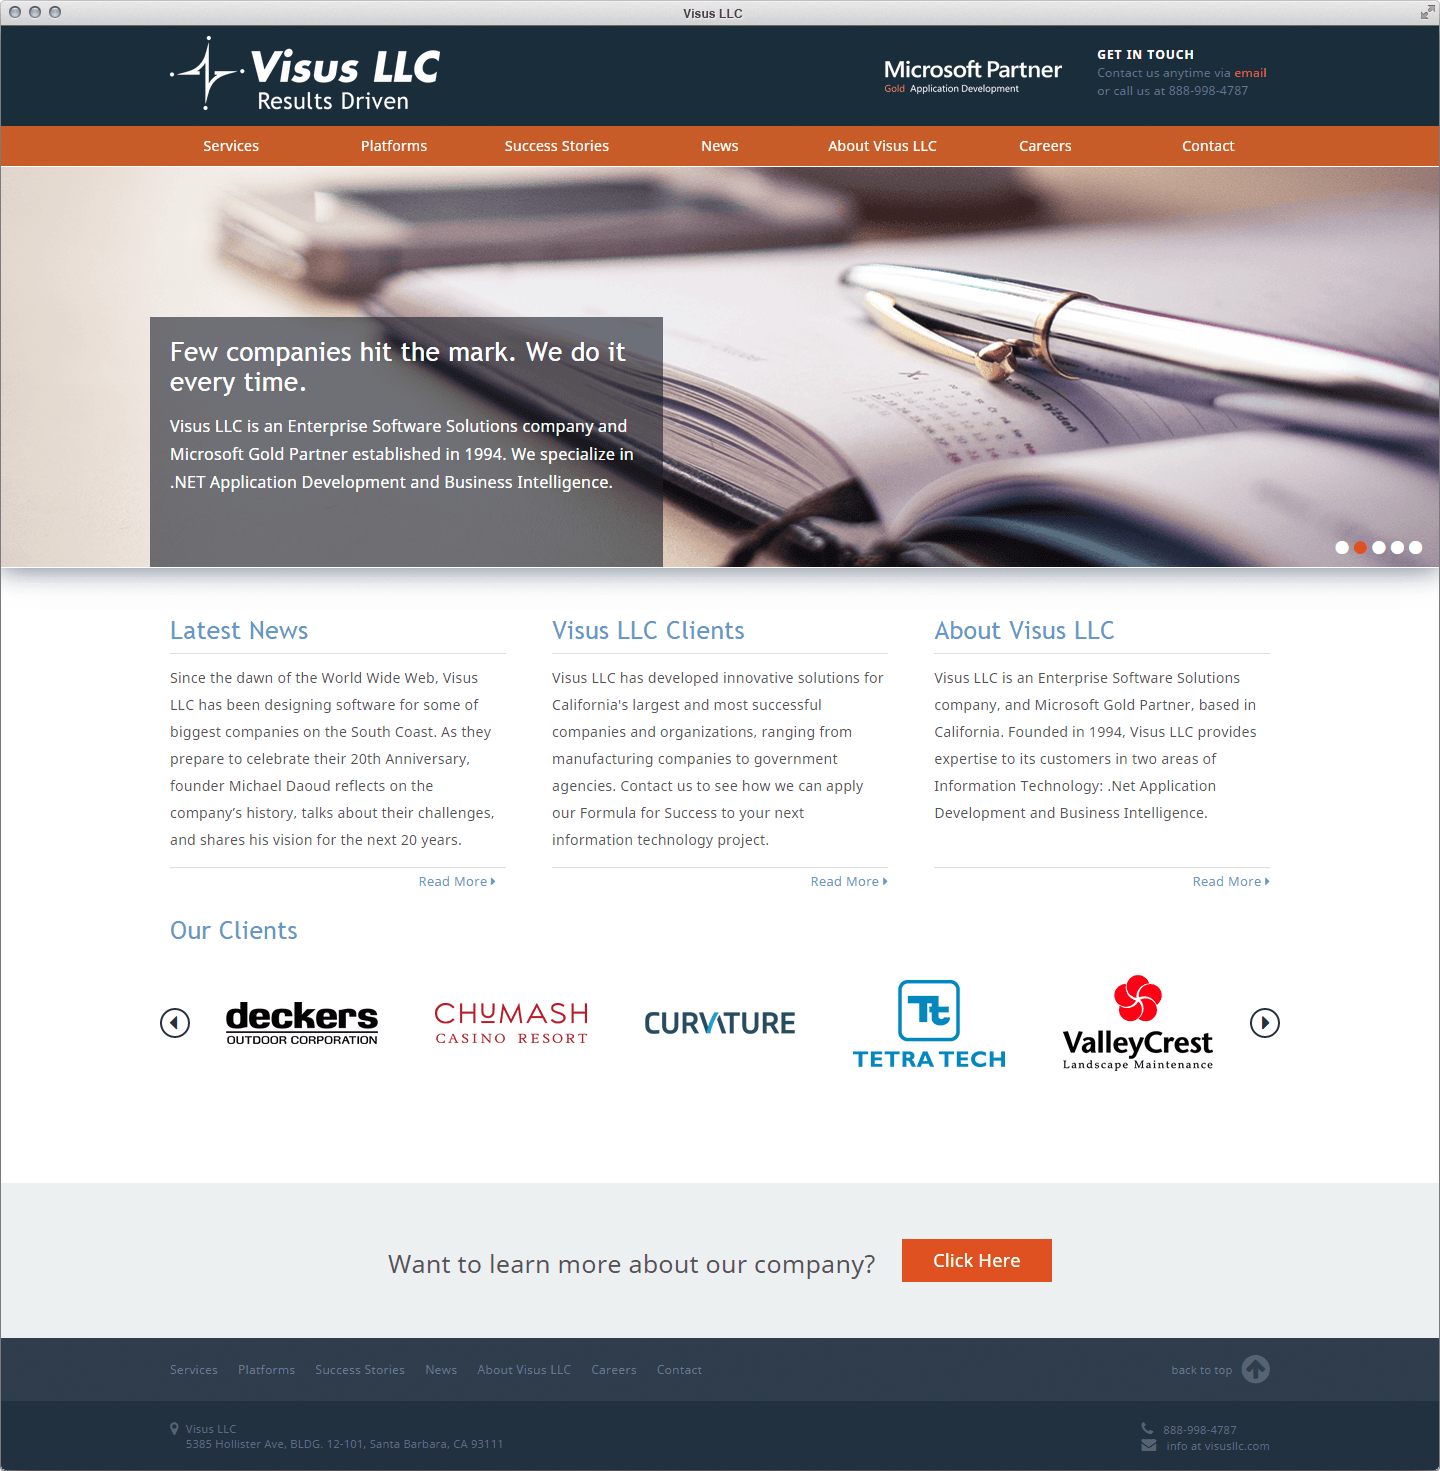 Visus LLC
Visus LLC
Results Driven
Microsoft Partner
Gold Application Development
GET IN TOUCH
Contact us anytime via email
or call us at 888-998-4787
Services Platforms Success Stories News About Visus LLC Careers Contact
Few companies hit the mark. We do it
every time.
Visus LLC is an Enterprise Software Solutions company and
Microsoft Gold Partner established in 1994. We specialize in
.NET Application Development and Business Intelligence.
Latest News
Since the dawn of the World Wide Web, Visus
LLC has been designing software for some of
biggest companies on the South Coast. As they
prepare to celebrate their 20th Anniversary,
founder Michael Daoud reflects on the
company’s history, talks about their challenges,
and shares his vision for the next 20 years.
Read More
Visus LLC Clients
Visus LLC has developed innovative solutions for
California's largest and most successful
companies and organizations, ranging from
manufacturing companies to government
agencies. Contact us to see how we can apply
our Formula for Success to your next
information technology project.
Read More
About Visus LLC
Visus LLC is an Enterprise Software Solutions
company, and Microsoft Gold Partner, based in
California. Founded in 1994, Visus LLC provides
expertise to its customers in two areas of
Information Technology: .Net Application
Development and Business Intelligence.
Read More
Our Clients
deckers
OUTDOOR CORPORATION
CHUMASH
CASINO RESORT
CURVATURE
Tt
TETRA TECH
ValleyCrest
Landscape Maintenance
Want to learn more about our company?
Click Here
Services Platforms Success Stories News About Visus LLC Careers Contact
back to top
Visus LLC
5385 Hollister Ave, BLDG. 12-101, Santa Barbara, CA 93111
888-998-4787
info at visusllc.com